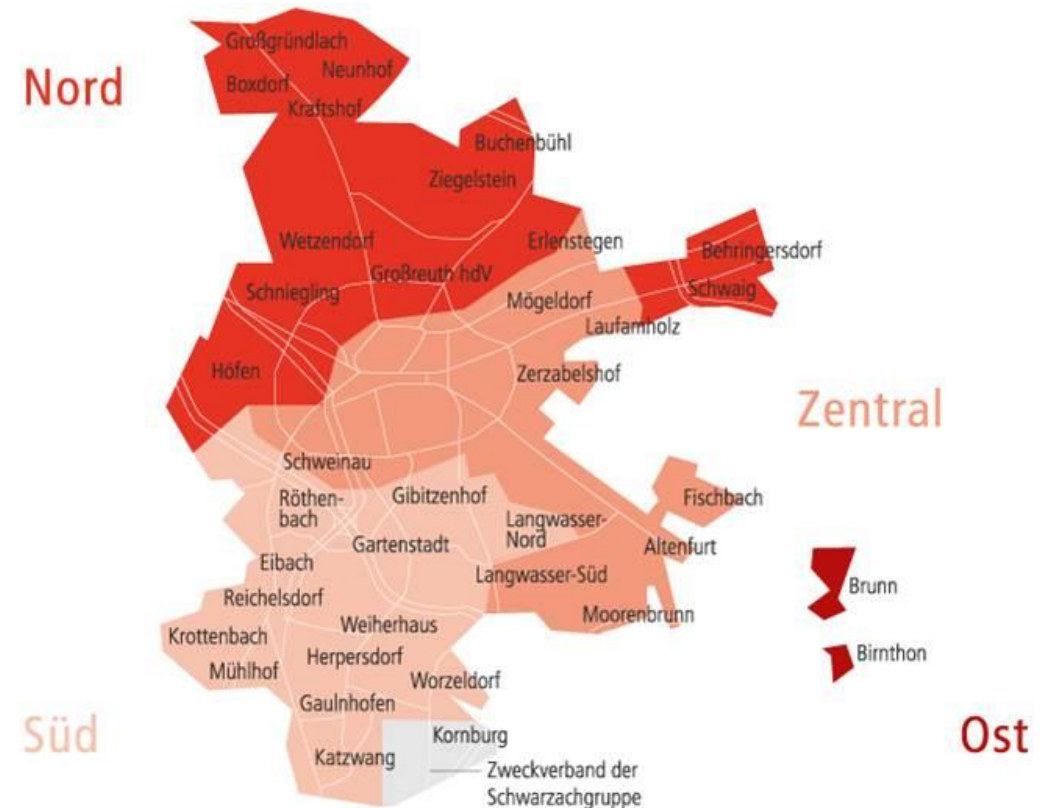 Großgründlach
Nord
Neunhof
Boxdorf
Kraftshof
Buchenbühl
Ziegelstein
Wetzendorf
Erlenstegen
Behringersdorf
Großreuth hdV
Schniegling
Schwaig
Mögeldorf
Laufamholz
Höfen
Zerzabelshof
Zentral
Schweinau
Röthen-
bach
Gibitzenhof
Fischbach
Langwasser-
Nord
Gartenstadt
Altenfurt
Eibach
Langwasser-Süd
Brunn
Reichelsdorf
Moorenbrunn
Weiherhaus
Krottenbach
Herpersdorf
Birnthon
Mühlhof
Worzeldorf
Gaulnhofen
Süd
Kornburg
Ost
Katzwang
Zweckverband der
Schwarzachgruppe